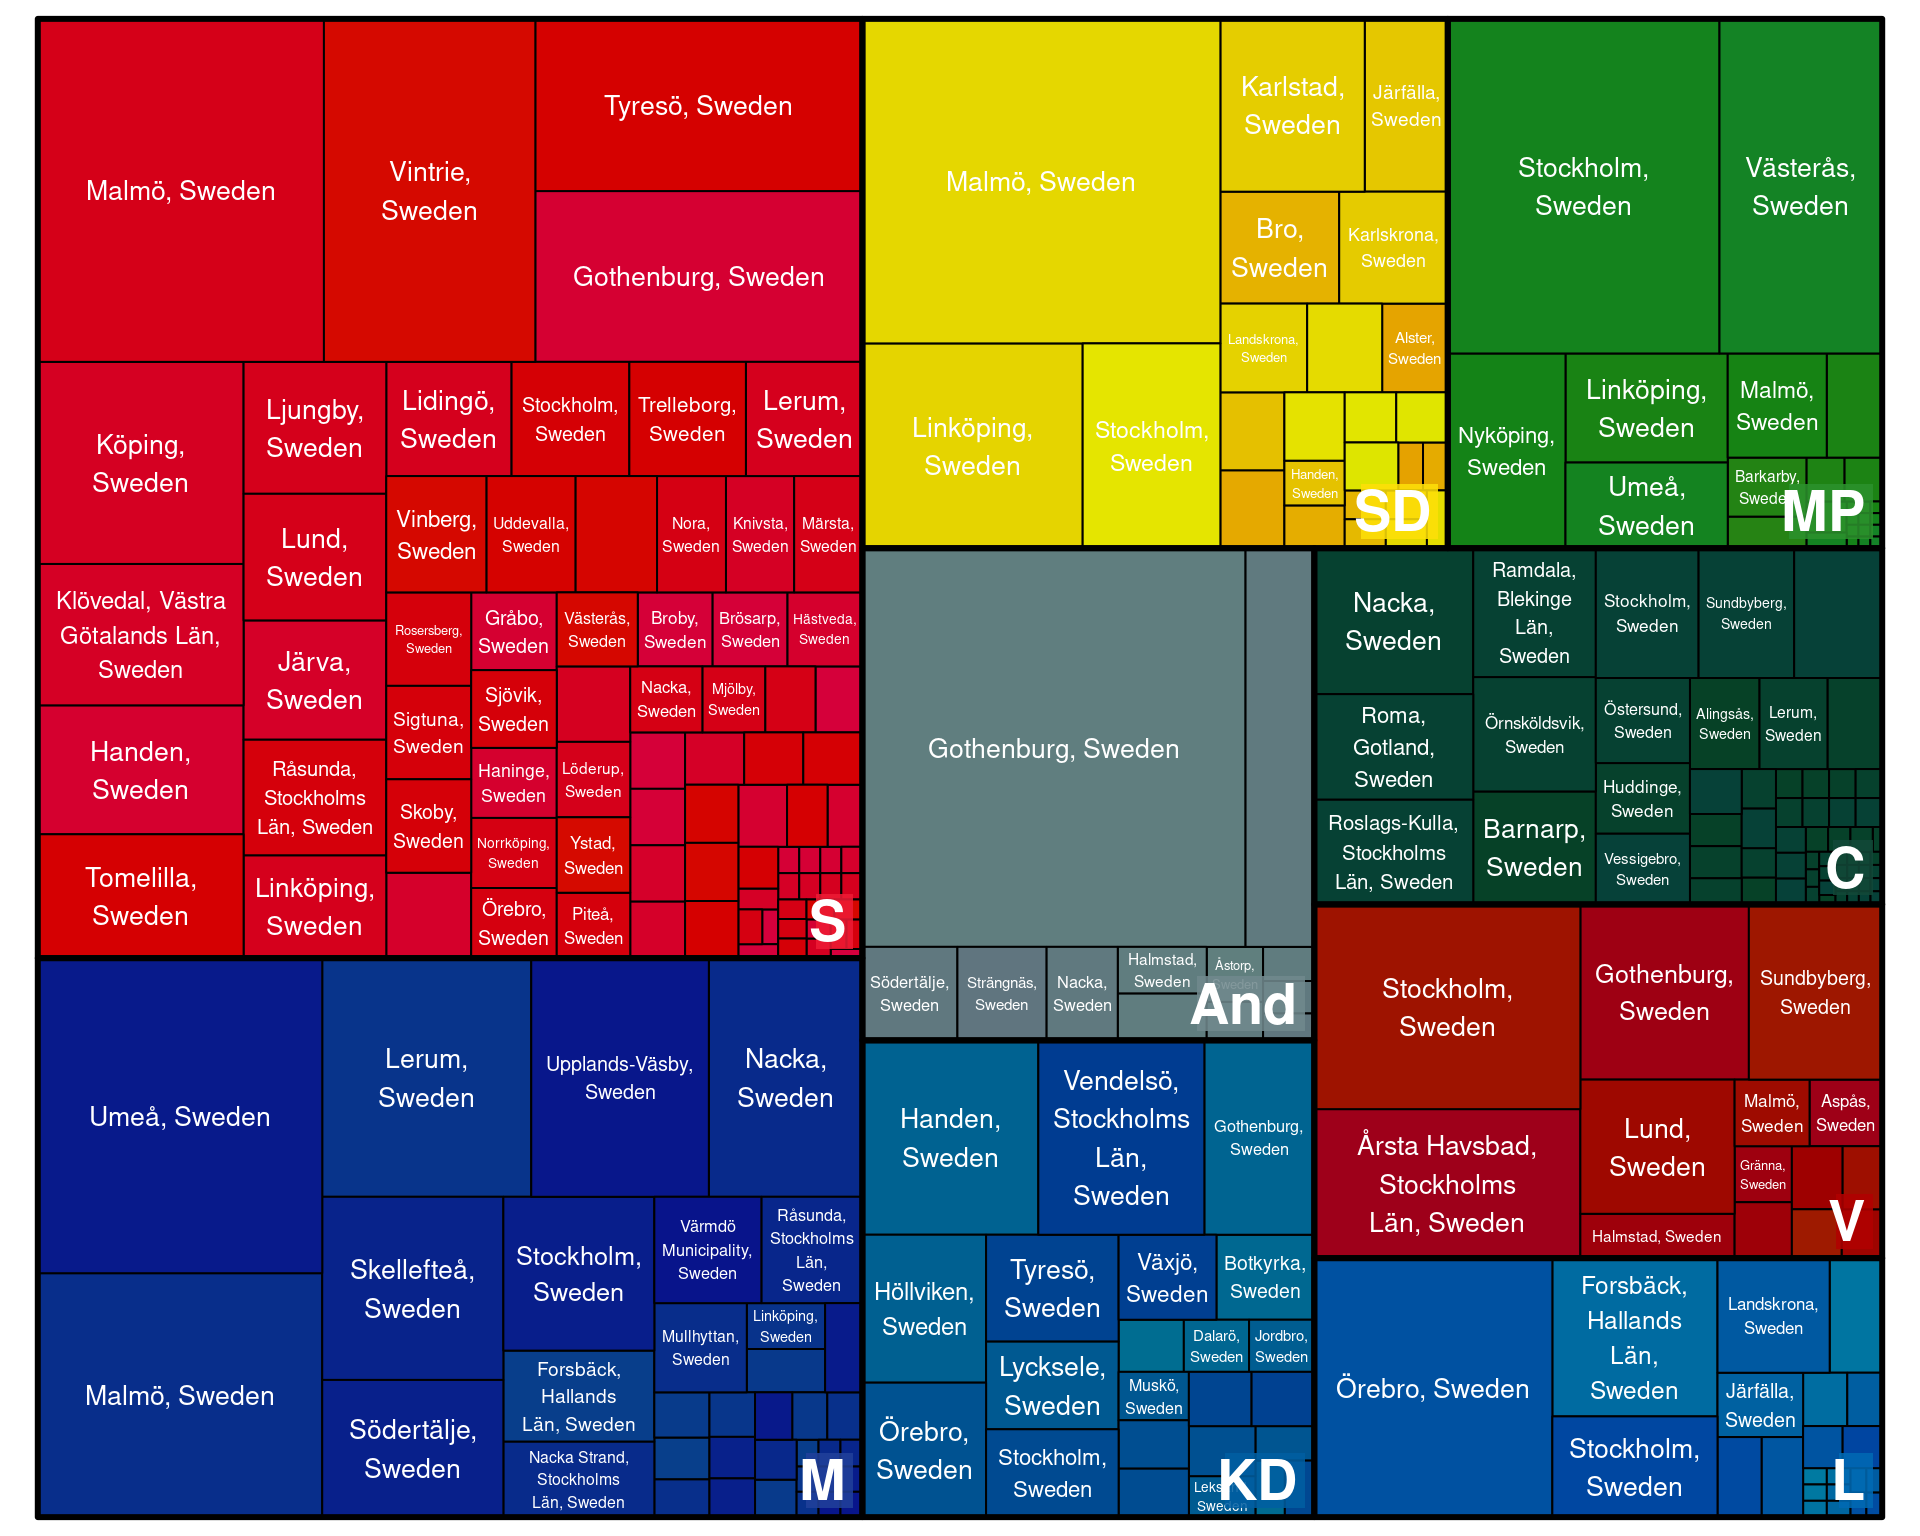 Malmö, Sweden
Vintrie,
Sweden
Tyresö, Sweden
Gothenburg, Sweden
Köping,
Sweden
Ljungby,
Sweden
Lidingö,
Sweden
Stockholm,
Sweden
Trelleborg,
Sweden
Lerum,
Sweden
Lund,
Sweden
Vinberg,
Sweden
Uddevalla,
Sweden
Nora,
Sweden
Knivsta,
Sweden
Märsta,
Sweden
Klövedal, Västra
Götalands Län,
Sweden
Järva,
Sweden
Rosersberg,
Sweden
Gråbo,
Sweden
Västerås,
Sweden
Broby,
Sweden
Brösarp,
Sweden
Hästveda,
Sweden
Handen,
Sweden
Råsunda,
Stockholms
Län, Sweden
Sigtuna,
Sweden
Sjövik,
Sweden
Nacka,
Sweden
Mjölby,
Sweden
Haninge,
Sweden
Löderup,
Sweden
Tomelilla,
Sweden
Linköping,
Sweden
Skoby,
Sweden
Norrköping,
Sweden
Ystad,
Sweden
Örebro,
Sweden
Piteå,
Sweden
S
Umeå, Sweden
Lerum,
Sweden
Upplands-Väsby,
Sweden
Nacka,
Sweden
Malmö, Sweden
Skellefteå,
Sweden
Stockholm,
Sweden
Värmdö
Municipality,
Sweden
Råsunda,
Stockholms
Län,
Sweden
Mullhyttan,
Sweden
Linköping,
Sweden
Södertälje,
Sweden
Forsbäck,
Hallands
Län, Sweden
Nacka Strand,
Stockholms
Län, Sweden
M
Malmö, Sweden
Karlstad,
Sweden
Järfälla,
Sweden
Bro,
Sweden
Karlskrona,
Sweden
Landskrona,
Sweden
Alster,
Sweden
Linköping,
Sweden
Stockholm,
Sweden
Handen,
Sweden
SD
Stockholm,
Sweden
Västerås,
Sweden
Nyköping,
Sweden
Linköping,
Sweden
Malmö,
Sweden
Umeå,
Sweden
Barkarby,
Sweden
MP
Gothenburg, Sweden
Södertälje,
Sweden
Strängnäs,
Sweden
Nacka,
Sweden
Halmstad,
Sweden
Åstorp,
Sweden
And
Nacka,
Sweden
Ramdala,
Blekinge
Län,
Sweden
Stockholm,
Sweden
Sundbyberg,
Sweden
Roma,
Gotland,
Sweden
Örnsköldsvik,
Sweden
Östersund,
Sweden
Alingsås,
Sweden
Lerum,
Sweden
Roslags-Kulla,
Stockholms
Län, Sweden
Barnarp,
Sweden
Huddinge,
Sweden
Vessigebro,
Sweden
C
Stockholm,
Sweden
Gothenburg,
Sweden
Sundbyberg,
Sweden
Årsta Havsbad,
Stockholms
Län, Sweden
Lund,
Sweden
Malmö,
Sweden
Aspås,
Sweden
Gränna,
Sweden
Halmstad, Sweden
V
Handen,
Sweden
Vendelsö,
Stockholms
Län,
Sweden
Gothenburg,
Sweden
Höllviken,
Sweden
Tyresö,
Sweden
Växjö,
Sweden
Botkyrka,
Sweden
Dalarö,
Sweden
Jordbro,
Sweden
Lycksele,
Sweden
Muskö,
Sweden
Örebro,
Sweden
Stockholm,
Sweden
Sweden
KD
Örebro, Sweden
Forsbäck,
Hallands
Län,
Sweden
Landskrona,
Sweden
Järfälla,
Sweden
Stockholm,
Sweden
L